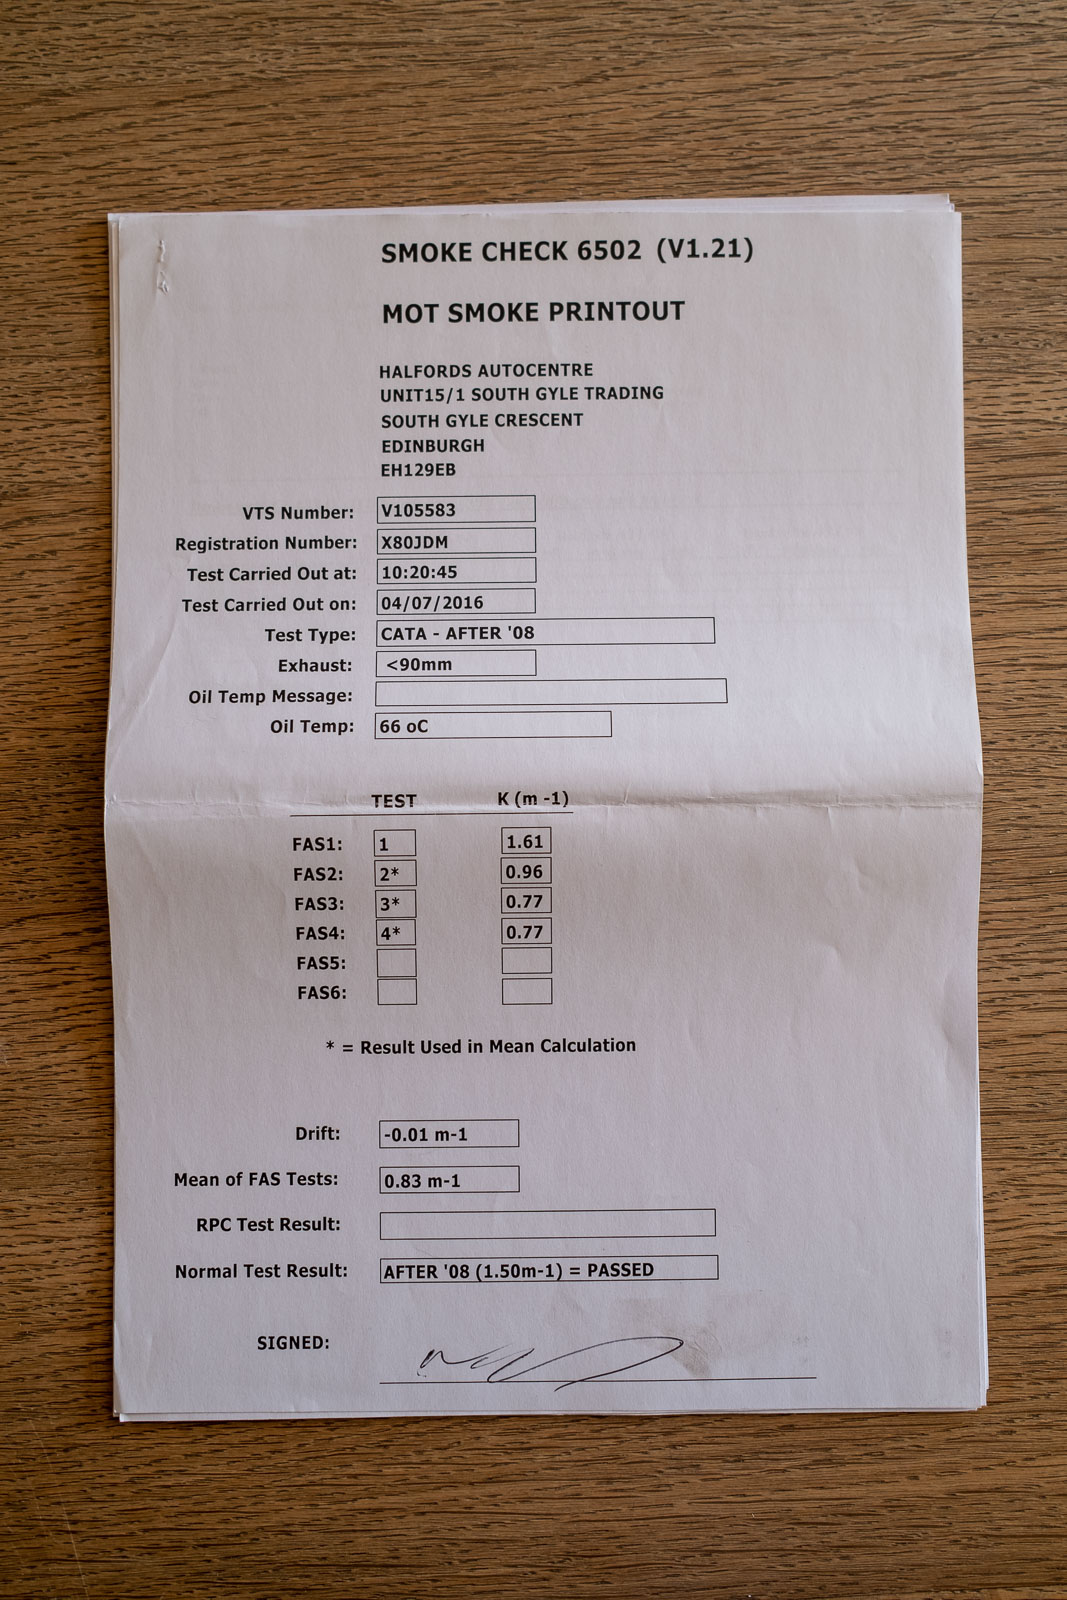 SMOKE CHECK 6502 (V1.21)
MOT SMOKE PRINTOUT
HALFORDS AUTOCENTRE
UNIT15/1 SOUTH GYLE TRADING
SOUTH GYLE CRESCENT
EDINBURGH
EH129EB
VTS Number: V105583
Registration Number: X80JDM
Test Carried Out at: 10:20:45
Test Carried Out on: 04/07/2016
Test Type: CATA - AFTER '08
Exhaust: <90mm
Oil Temp Message:
Oil Temp: 66 oC
TEST K (m -1)
FAS1: 1 1.61
FAS2: 2* 0.96
FAS3: 3* 0.77
FAS4: 4* 0.77
FAS5:
FAS6:
* = Result Used in Mean Calculation
Drift: -0.01 m-1
Mean of FAS Tests: 0.83 m-1
RPC Test Result:
Normal Test Result: AFTER '08 (1.50m-1) = PASSED
SIGNED: